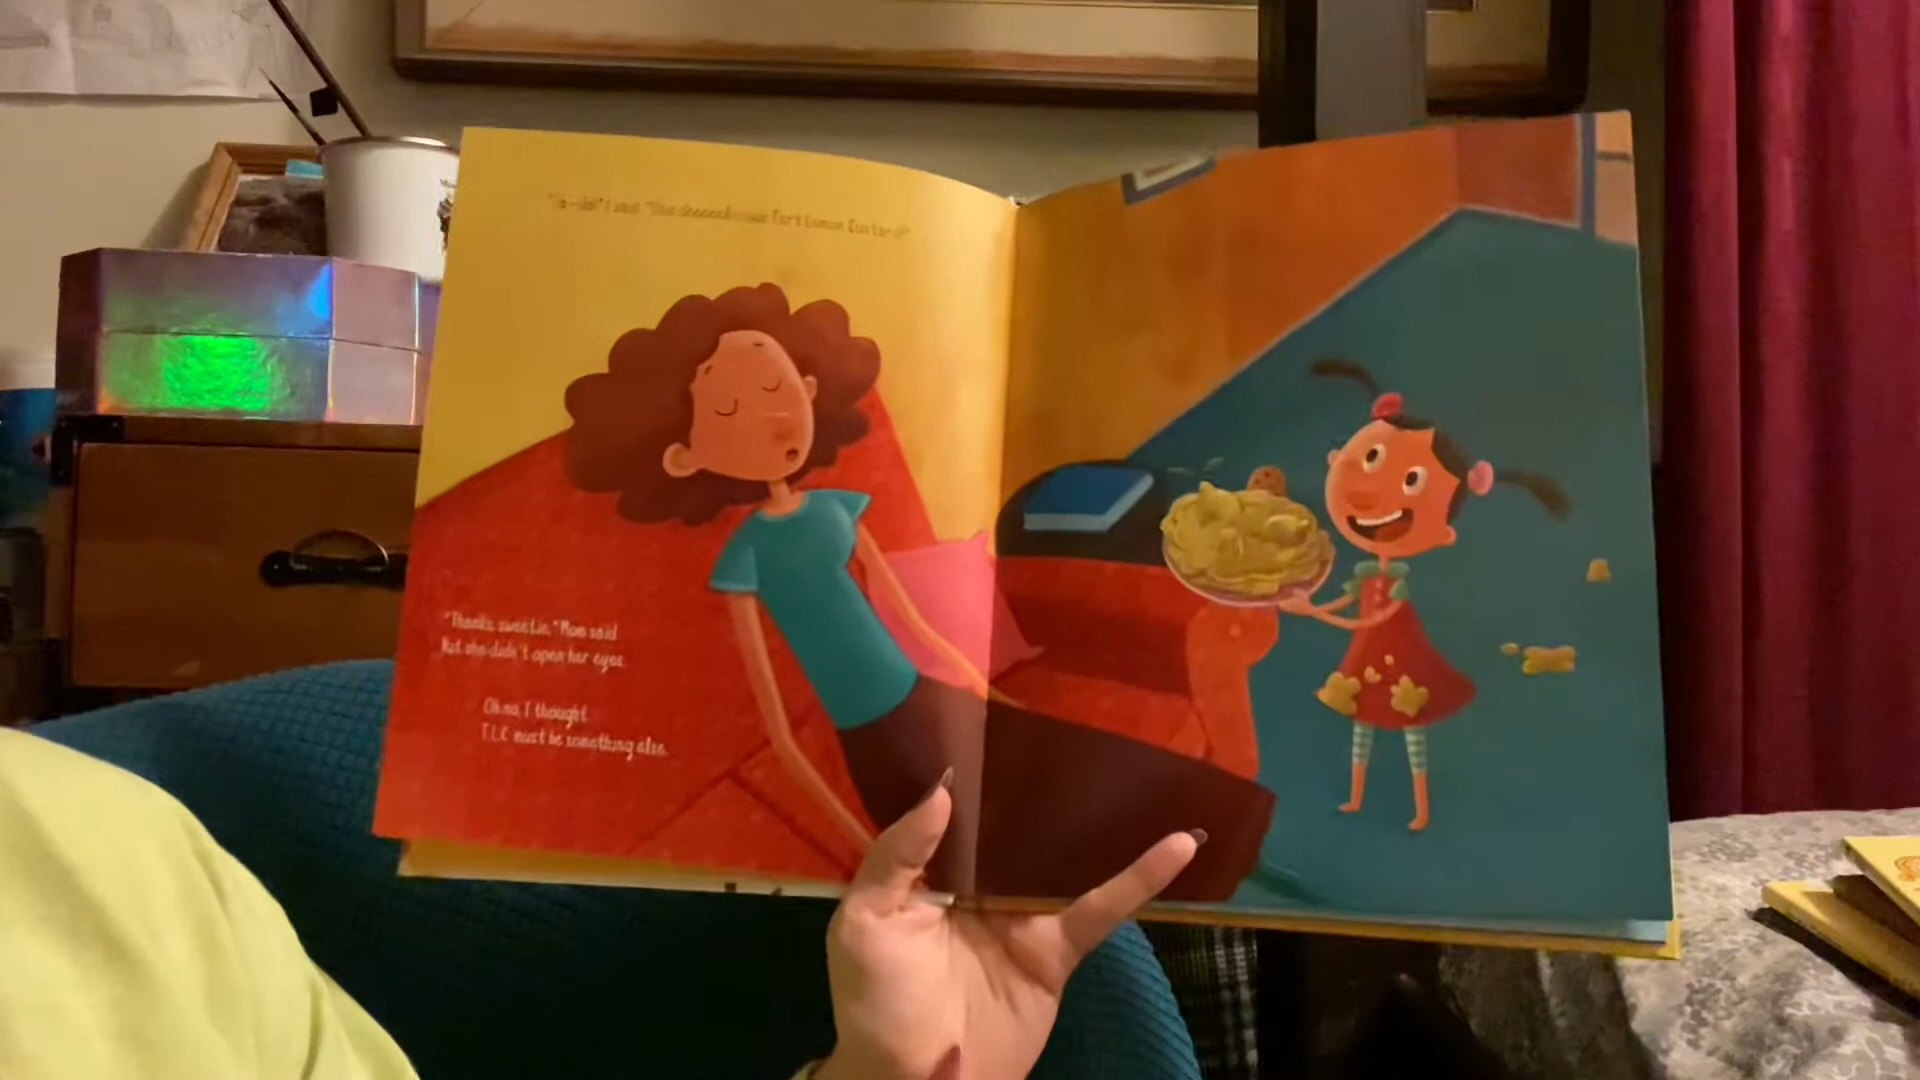 "Ta-da!" I said. "One Tart Lemon Custard!"
"Thanks, sweetie," Mom said.
But she didn't open her eyes.
Oh no, I thought.
T.L.C. must be something else.